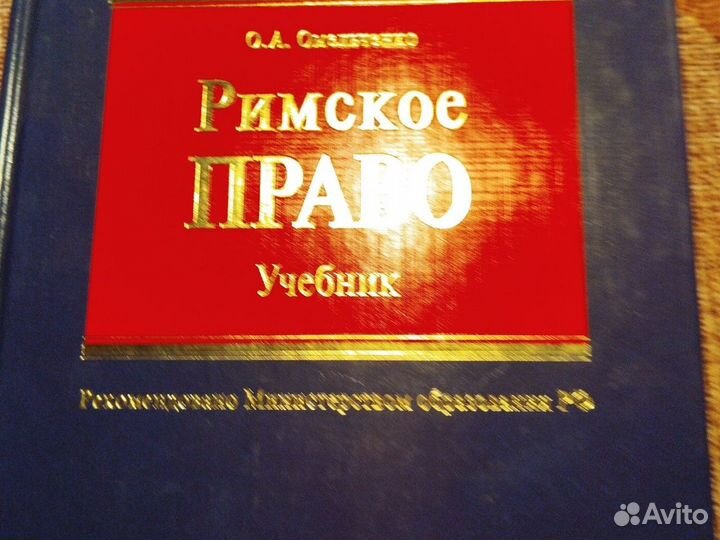 О.А. Омельченко
Римское
ПРАВО
Учебник
Рекомендовано Министерством образования РФ
Avito